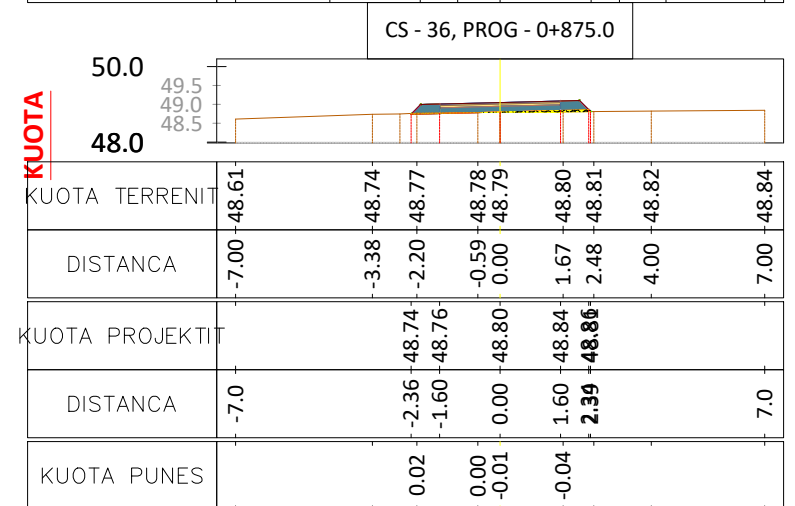 CS - 36, PROG - 0+875.0
50.0
49.5
49.0
48.5
48.0
KUOTA
KUOTA TERRENIT 48.61 48.74 48.77 48.78 48.79 48.80 48.81 48.82 48.84
DISTANCA -7.00 -3.38 -2.20 -0.59 0.00 1.67 2.48 4.00 7.00
KUOTA PROJEKTIT 48.74 48.76 48.80 48.84
DISTANCA -7.0 -2.36 -1.60 0.00 1.60 7.0
KUOTA PUNES 0.02 0.00 -0.01 -0.04